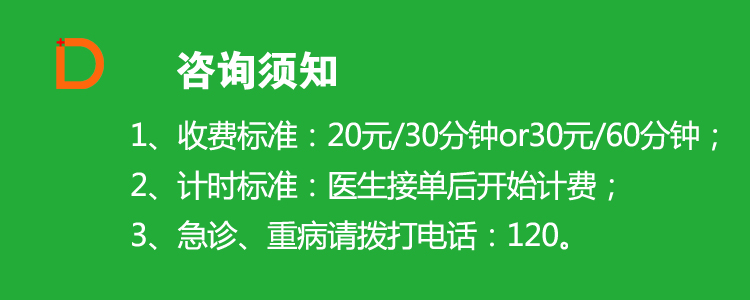 D
咨询须知
1、收费标准：20元/30分钟or30元/60分钟；
2、计时标准：医生接单后开始计费；
3、急诊、重病请拨打电话：120。